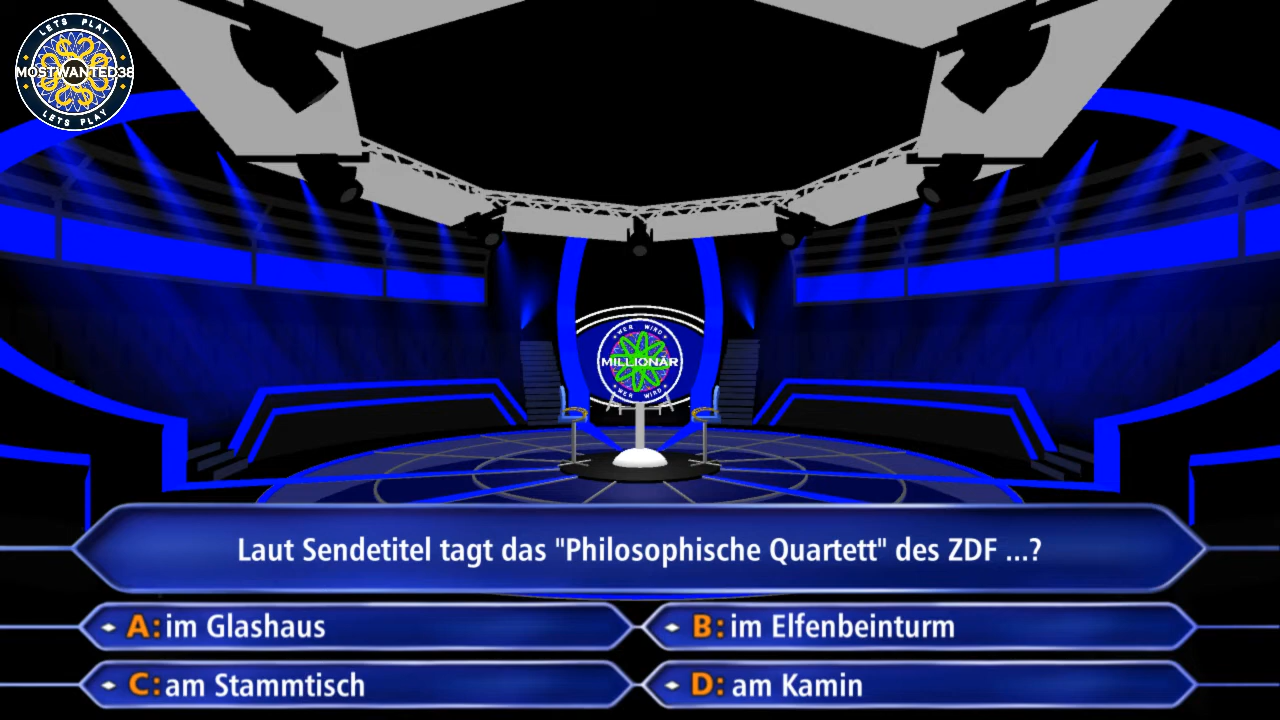 LETS PLAY
MOSTWANTED38
LETS PLAY
WER WIRD
MILLIONÄR
WER WIRD
Laut Sendetitel tagt das "Philosophische Quartett" des ZDF ...?
A: im Glashaus
B: im Elfenbeinturm
C: am Stammtisch
D: am Kamin